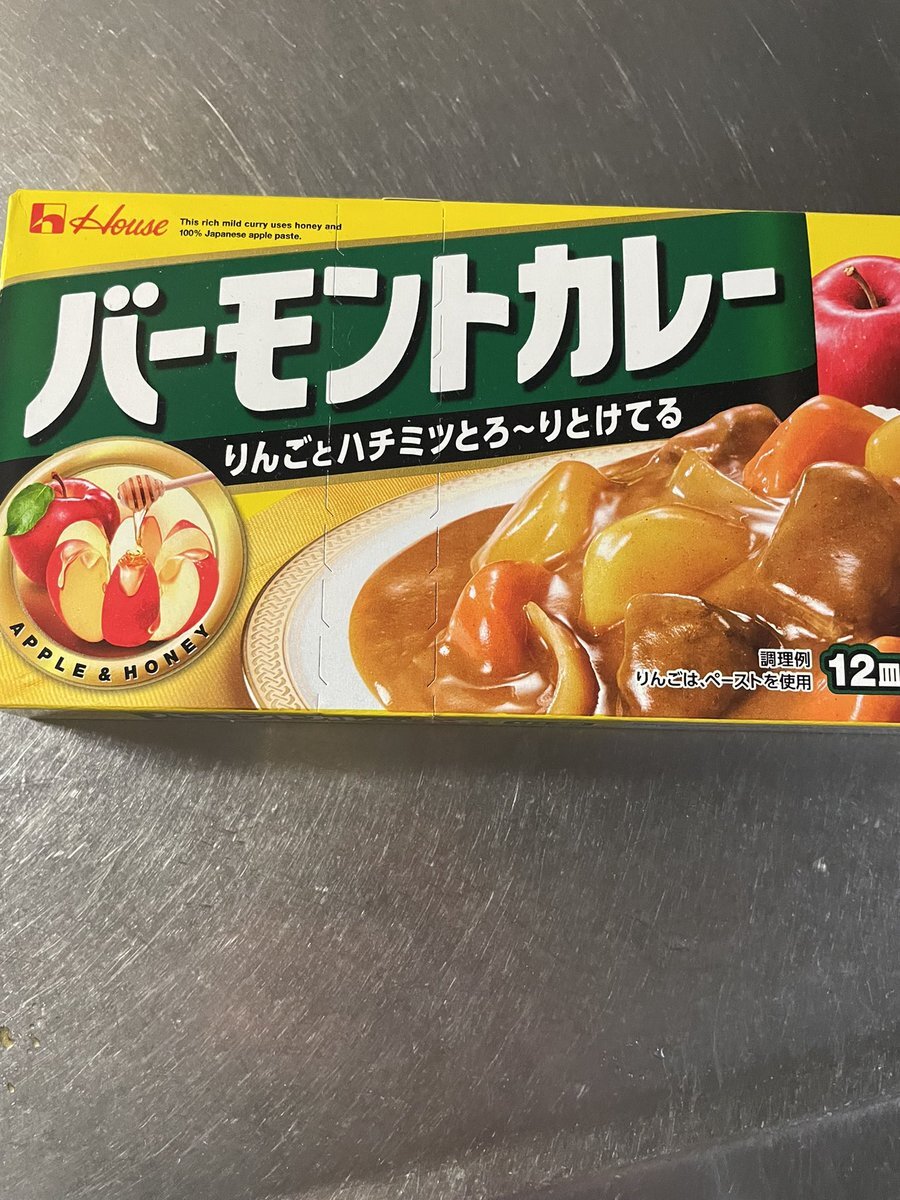 House
This rich mild curry uses honey and
100% Japanese apple paste.
バーモントカレー
りんごとハチミツとろ〜りとけてる
APPLE & HONEY
調理例
りんごは、ペーストを使用
12皿